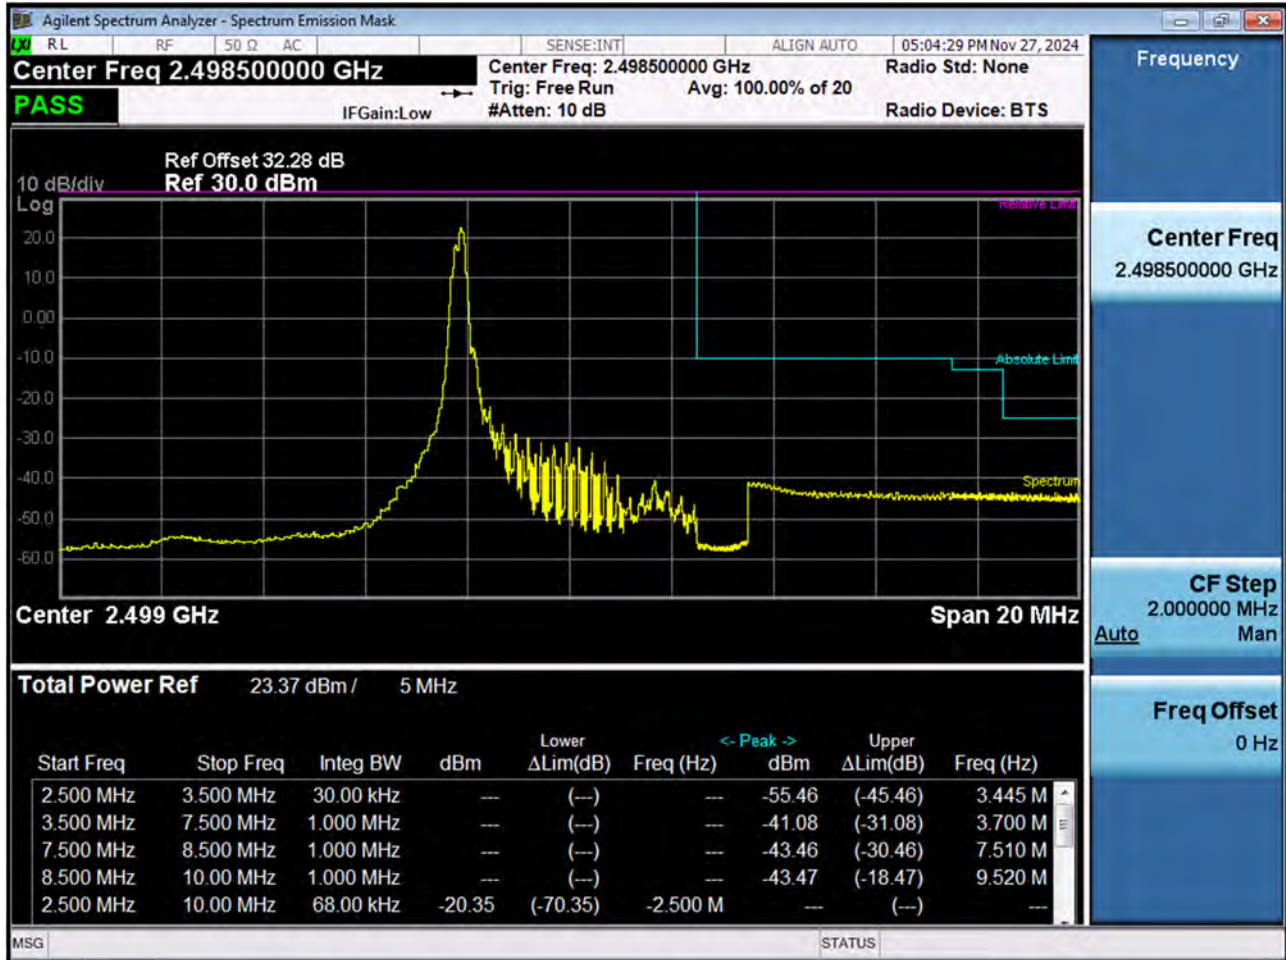 Agilent Spectrum Analyzer - Spectrum Emission Mask
LXI RL RF 50 Ω AC SENSE:INT ALIGN AUTO 05:04:29 PM Nov 27, 2024
Center Freq 2.498500000 GHz Center Freq: 2.498500000 GHz Radio Std: None
Trig: Free Run Avg: 100.00% of 20
PASS IFGain:Low #Atten: 10 dB Radio Device: BTS
Ref Offset 32.28 dB
10 dB/div Ref 30.0 dBm
Log
Relative Limit
20.0
10.0
0.00
-10.0
Absolute Limit
-20.0
-30.0
-40.0
Spectrum
-50.0
-60.0
Center 2.499 GHz Span 20 MHz
Total Power Ref 23.37 dBm / 5 MHz
Lower <- Peak -> Upper
Start Freq Stop Freq Integ BW dBm ΔLim(dB) Freq (Hz) dBm ΔLim(dB) Freq (Hz)
2.500 MHz 3.500 MHz 30.00 kHz --- (---) --- -55.46 (-45.46) 3.445 M
3.500 MHz 7.500 MHz 1.000 MHz --- (---) --- -41.08 (-31.08) 3.700 M
7.500 MHz 8.500 MHz 1.000 MHz --- (---) --- -43.46 (-30.46) 7.510 M
8.500 MHz 10.00 MHz 1.000 MHz --- (---) --- -43.47 (-18.47) 9.520 M
2.500 MHz 10.00 MHz 68.00 kHz -20.35 (-70.35) -2.500 M --- (---) ---
MSG STATUS
Frequency
Center Freq
2.498500000 GHz
CF Step
2.000000 MHz
Auto Man
Freq Offset
0 Hz